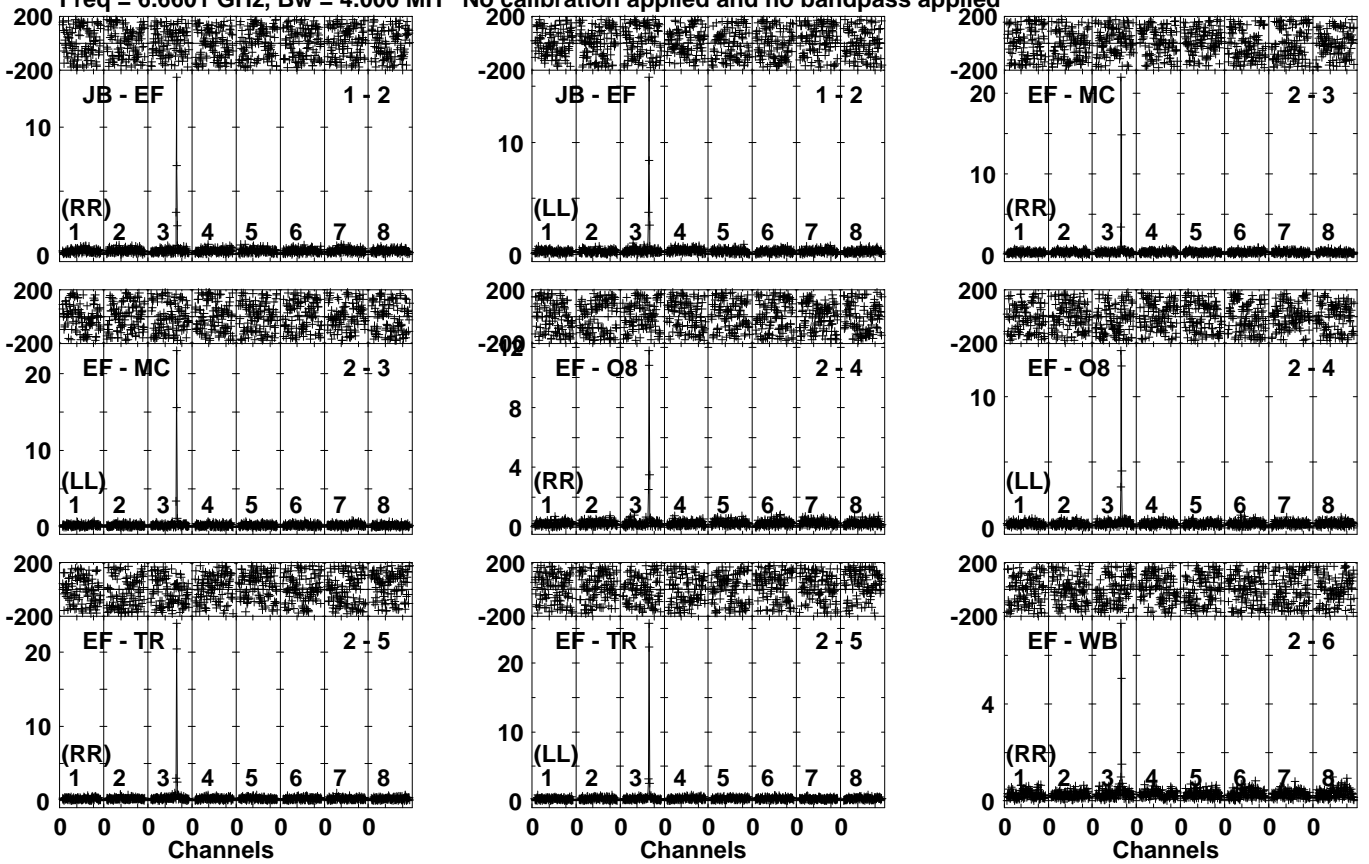 Freq = 6.6601 GHz, Bw = 4.000 MH No calibration applied and no bandpass applied
200 200 200
-200 -200 -200
JB - EF 1 - 2 JB - EF 1 - 2 EF - MC 2 - 3
20
10 10 10
(RR) (LL) (RR)
1 2 3 4 5 6 7 8 1 2 3 4 5 6 7 8 1 2 3 4 5 6 7 8
0 0 0
200 200 200
-200 -200 -200
12
EF - MC 2 - 3 EF - O8 2 - 4 EF - O8 2 - 4
20 8 10
10 4
(LL) (RR) (LL)
1 2 3 4 5 6 7 8 1 2 3 4 5 6 7 8 1 2 3 4 5 6 7 8
0 0 0
200 200 200
-200 -200 -200
EF - TR 2 - 5 EF - TR 2 - 5 EF - WB 2 - 6
20 20 4
10 10
(RR) (LL) (RR)
1 2 3 4 5 6 7 8 1 2 3 4 5 6 7 8 1 2 3 4 5 6 7 8
0 0 0
0 0 0 0 0 0 0 0 0 0 0 0 0 0 0 0 0 0 0 0 0 0 0 0
Channels Channels Channels